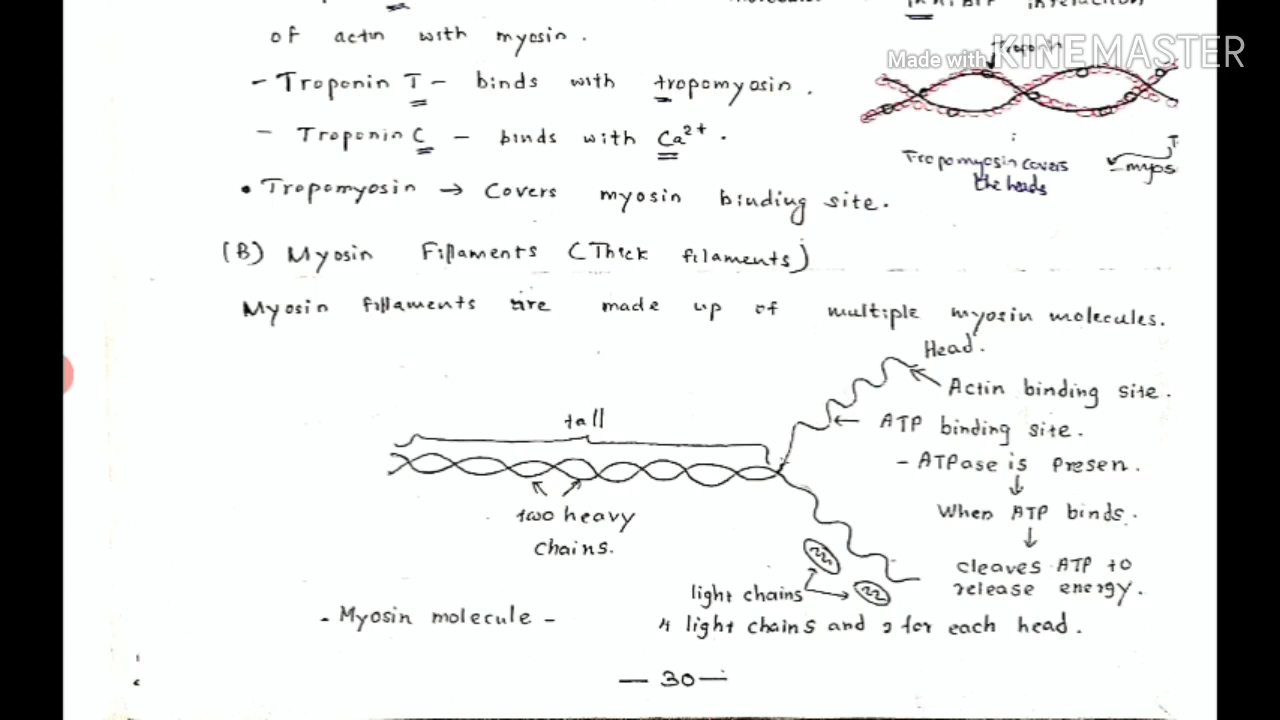 of actin with myosin.
Made with KINEMASTER
- Troponin T - binds with tropomyosin.
- Troponin C - binds with Ca2+.
Tropomyosin covers
the heads
• Tropomyosin → Covers myosin binding site.
(B) Myosin Fillaments (Thick filaments)
Myosin fillaments are made up of multiple myosin molecules.
Head.
Actin binding site.
tail
ATP binding site.
- ATPase is Presen.
↓
When ATP binds.
↓
two heavy
chains.
cleaves ATP to
release energy.
light chains
- Myosin molecule - 4 light chains and 2 for each head.
— 30 —